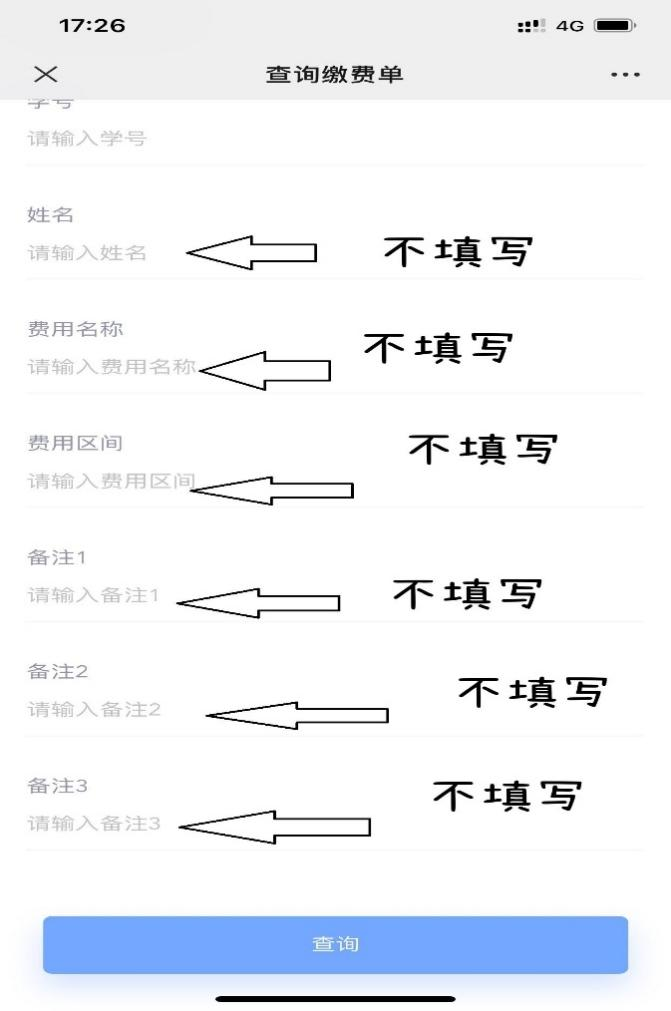 17:26
4G
查询缴费单
学号
请输入学号
姓名
请输入姓名
不填写
费用名称
请输入费用名称
不填写
费用区间
请输入费用区间
不填写
备注1
请输入备注1
不填写
备注2
请输入备注2
不填写
备注3
请输入备注3
不填写
查询